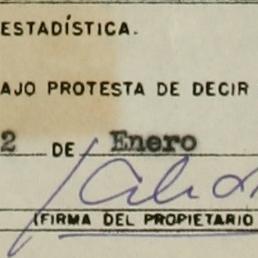 ESTADÍSTICA.
AJO PROTESTA DE DECIR
2 DE Enero
(FIRMA DEL PROPIETARIO